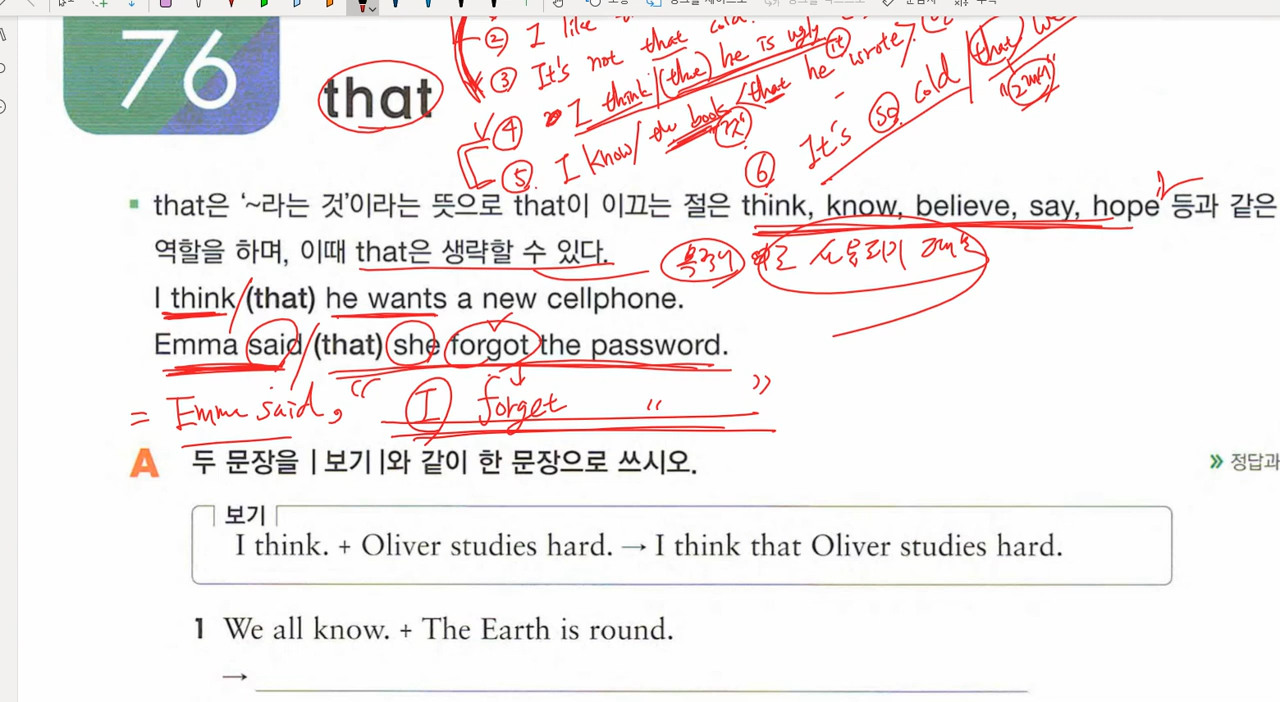 ② I like
③ It's not that cold.
76
that
④ I think/(that) he is ugly (it)
⑤ I know/the book<that he wrote/
"것"
⑥ It's so cold/(that) we
that은 '~라는 것'이라는 뜻으로 that이 이끄는 절은 think, know, believe, say, hope 등과 같은
역할을 하며, 이때 that은 생략할 수 있다. 목적어
I think/(that) he wants a new cellphone.
Emma said/(that) she forgot the password.
= Emma said, " I forget " "
A 두 문장을 |보기|와 같이 한 문장으로 쓰시오.
» 정답과
보기
I think. + Oliver studies hard. → I think that Oliver studies hard.
1 We all know. + The Earth is round.
→